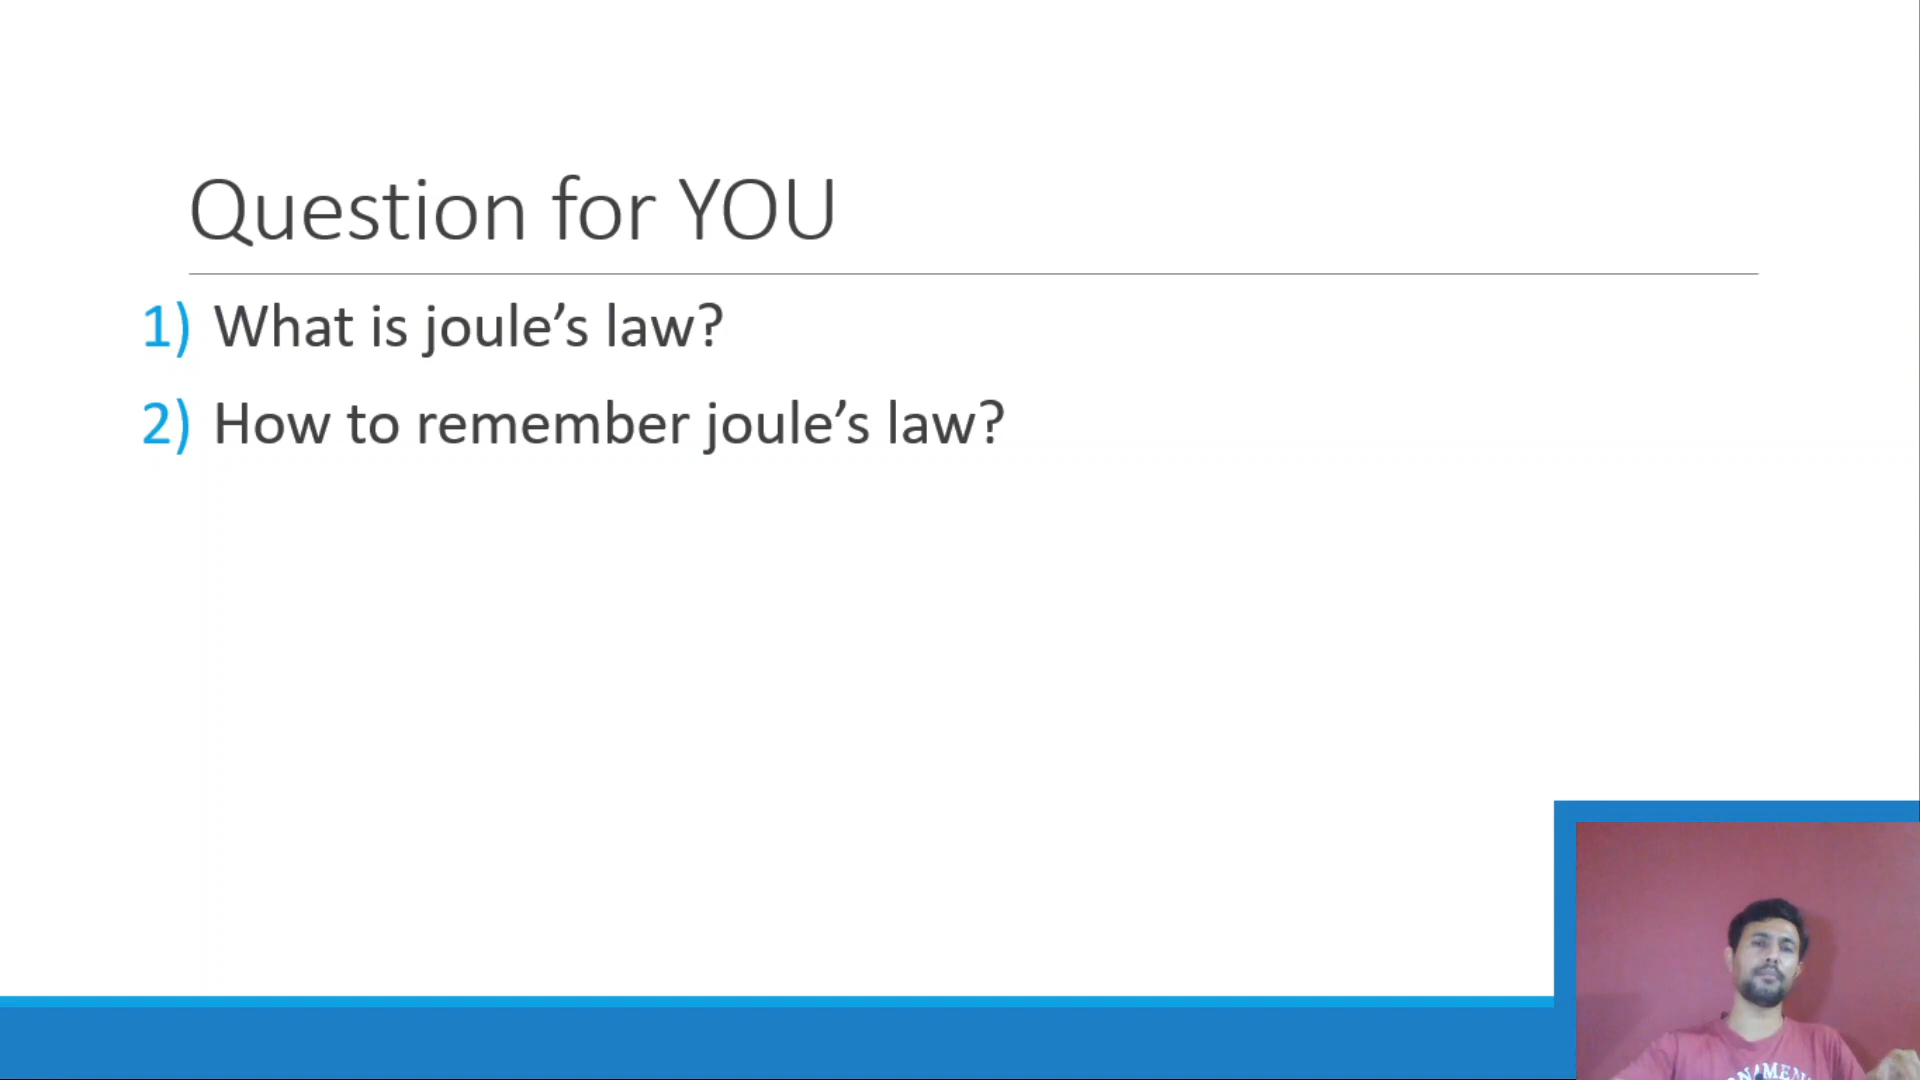 Question for YOU
1) What is joule’s law?
2) How to remember joule’s law?